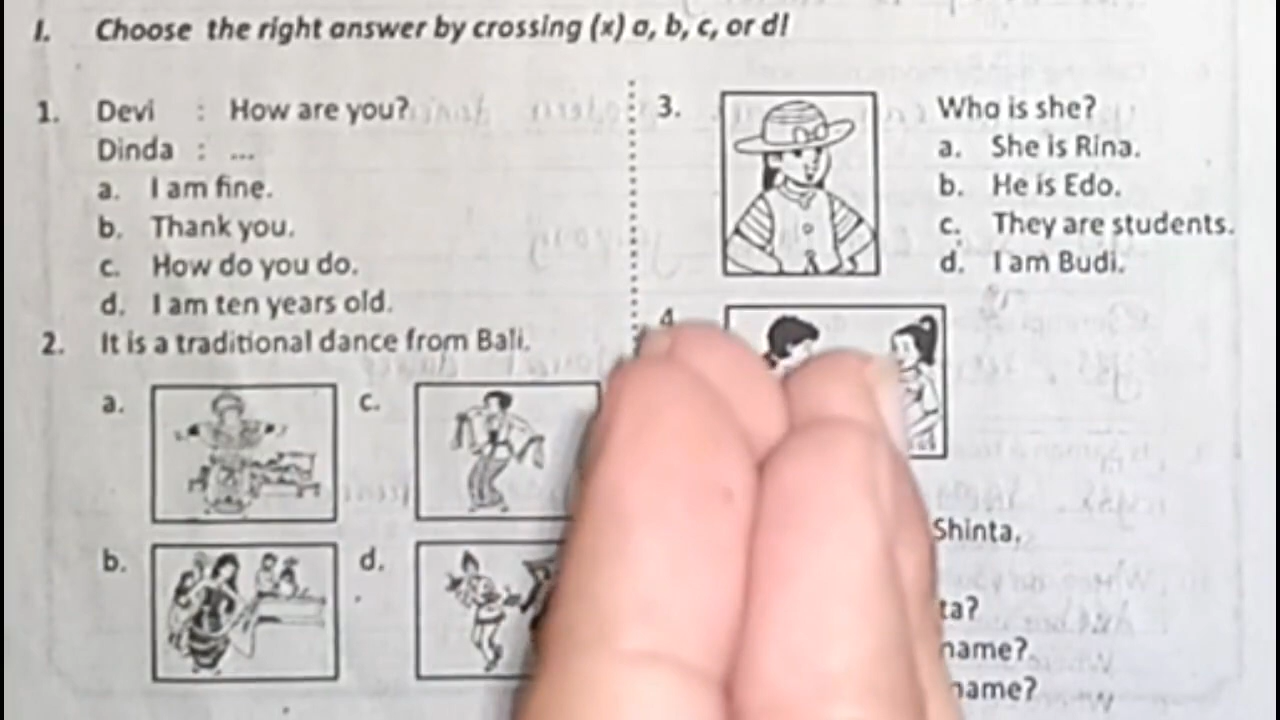 I. Choose the right answer by crossing (x) a, b, c, or d!
1. Devi : How are you?
Dinda : ...
a. I am fine.
b. Thank you.
c. How do you do.
d. I am ten years old.
2. It is a traditional dance from Bali.
a.
c.
b.
d.
3. Who is she?
a. She is Rina.
b. He is Edo.
c. They are students.
d. I am Budi.
4.
Shinta.
ta?
name?
name?